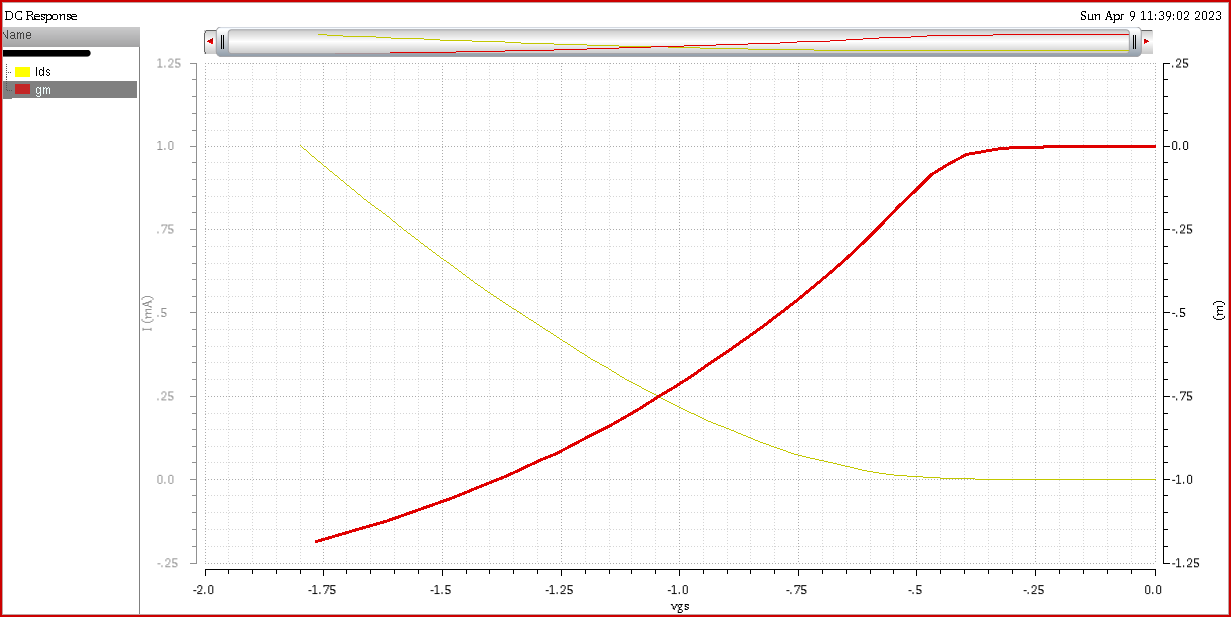 DC Response
Sun Apr 9 11:39:02 2023
Name
Ids
gm
1.25
1.0
.75
.5
.25
0.0
-.25
I (mA)
.25
0.0
-.25
-.5
-.75
-1.0
-1.25
(m)
-2.0 -1.75 -1.5 -1.25 -1.0 -.75 -.5 -.25 0.0
vgs